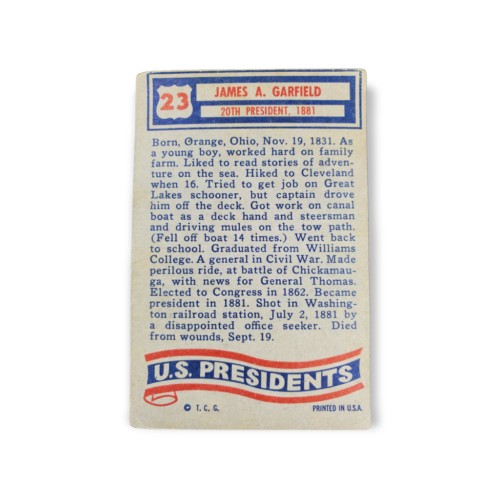 23
JAMES A. GARFIELD
20TH PRESIDENT, 1881
Born, Orange, Ohio, Nov. 19, 1831. As
a young boy, worked hard on family
farm. Liked to read stories of adven-
ture on the sea. Hiked to Cleveland
when 16. Tried to get job on Great
Lakes schooner, but captain drove
him off the deck. Got work on canal
boat as a deck hand and steersman
and driving mules on the tow path.
(Fell off boat 14 times.) Went back
to school. Graduated from Williams
College. A general in Civil War. Made
perilous ride, at battle of Chickamau-
ga, with news for General Thomas.
Elected to Congress in 1862. Became
president in 1881. Shot in Washing-
ton railroad station, July 2, 1881 by
a disappointed office seeker. Died
from wounds, Sept. 19.
U.S. PRESIDENTS
© T. C. G. PRINTED IN U.S.A.